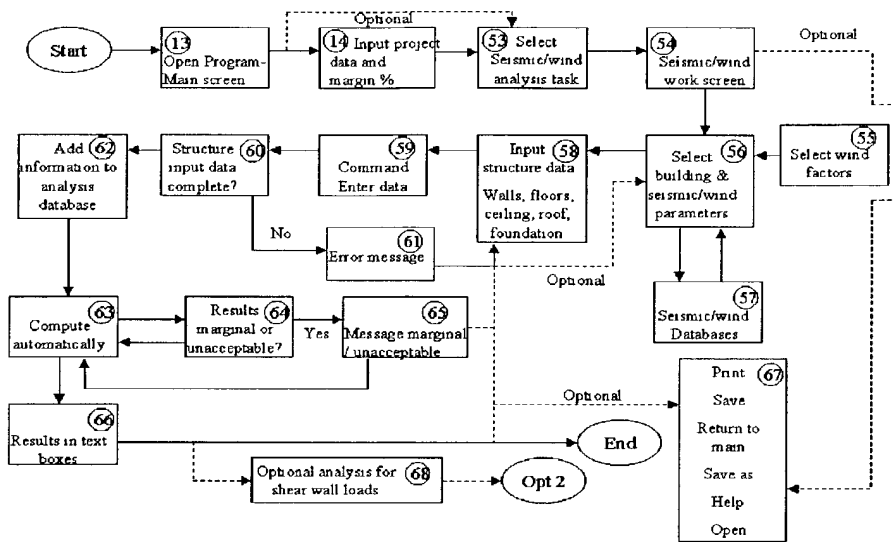 Optional
Start
13
Open Program-
Main screen
14 Input project
data and
margin %
53
Select
Seismic/wind
analysis task
54
Seismic/wind
work screen
Optional
62
Add
information to
analysis
database
60
Structure
input data
complete?
59
Command
Enter data
58
Input
structure data
Walls, floors,
ceiling, roof,
foundation
56
Select
building &
seismic/wind
parameters
55
Select wind
factors
No
61
Error message
Optional
57
Seismic/wind
Databases
63
Compute
automatically
64
Results
marginal or
unacceptable?
Yes
65
Message marginal
/ unacceptable
Optional
67
Print
Save
Return to
main
Save as
Help
Open
66
Results in text
boxes
End
68
Optional analysis for
shear wall loads
Opt 2